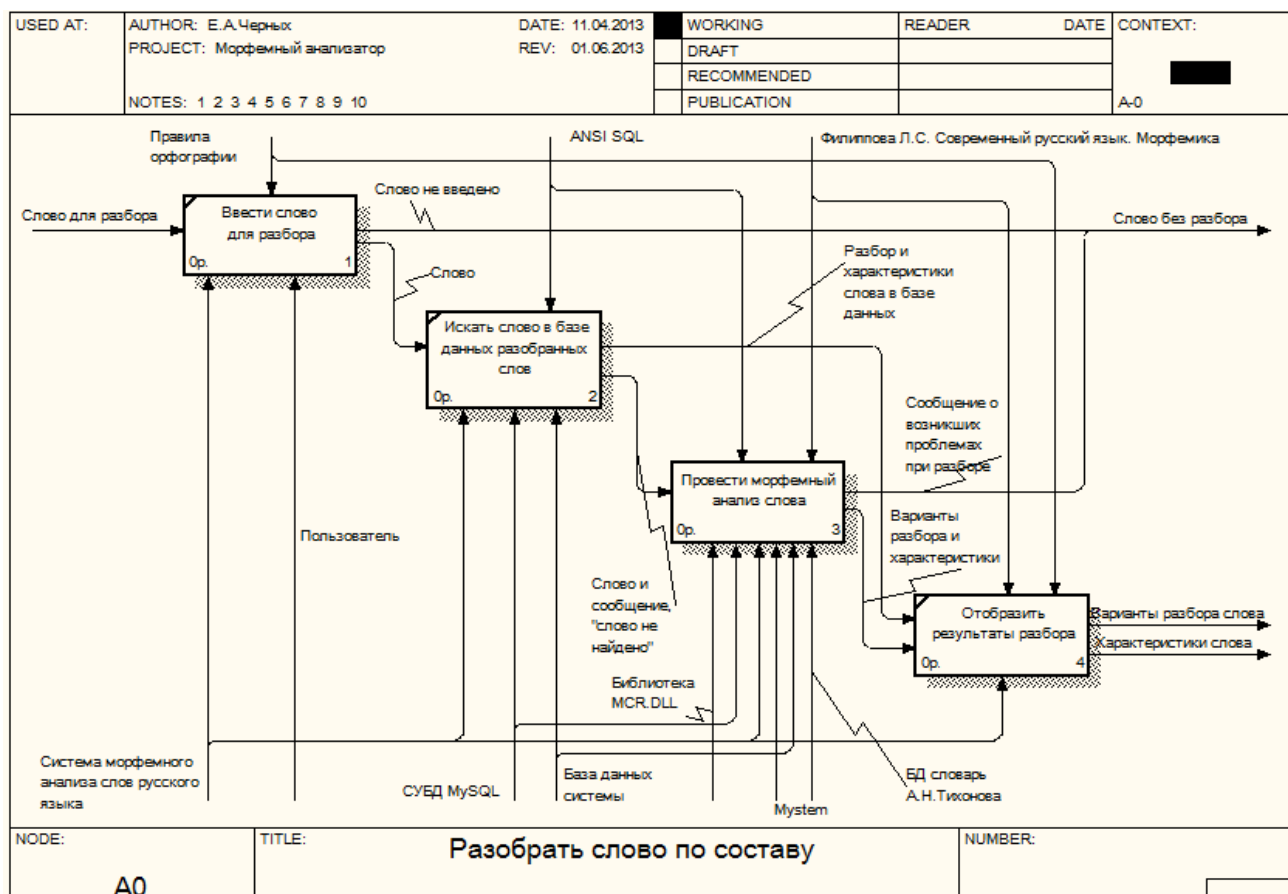 USED AT:
AUTHOR: Е.А.Черных
DATE: 11.04.2013
PROJECT: Морфемный анализатор
REV: 01.06.2013
NOTES: 1 2 3 4 5 6 7 8 9 10
WORKING
DRAFT
RECOMMENDED
PUBLICATION
READER
DATE
CONTEXT:
A-0
Правила
орфографии
ANSI SQL
Филиппова Л.С. Современный русский язык. Морфемика
Слово для разбора
Ввести слово
для разбора
0р.
1
Слово не введено
Слово без разбора
Слово
Разбор и
характеристики
слова в базе
данных
Искать слово в базе
данных разобранных
слов
0р.
2
Сообщение о
возникших
проблемах
при разборе
Провести морфемный
анализ слова
0р.
3
Пользователь
Варианты
разбора и
характеристики
Слово и
сообщение,
"слово не
найдено"
Отобразить
результаты разбора
0р.
4
Варианты разбора слова
Характеристики слова
Библиотека
MCR.DLL
Система морфемного
анализа слов русского
языка
СУБД MySQL
База данных
системы
Mystem
БД словарь
А.Н.Тихонова
NODE:
A0
TITLE:
Разобрать слово по составу
NUMBER: